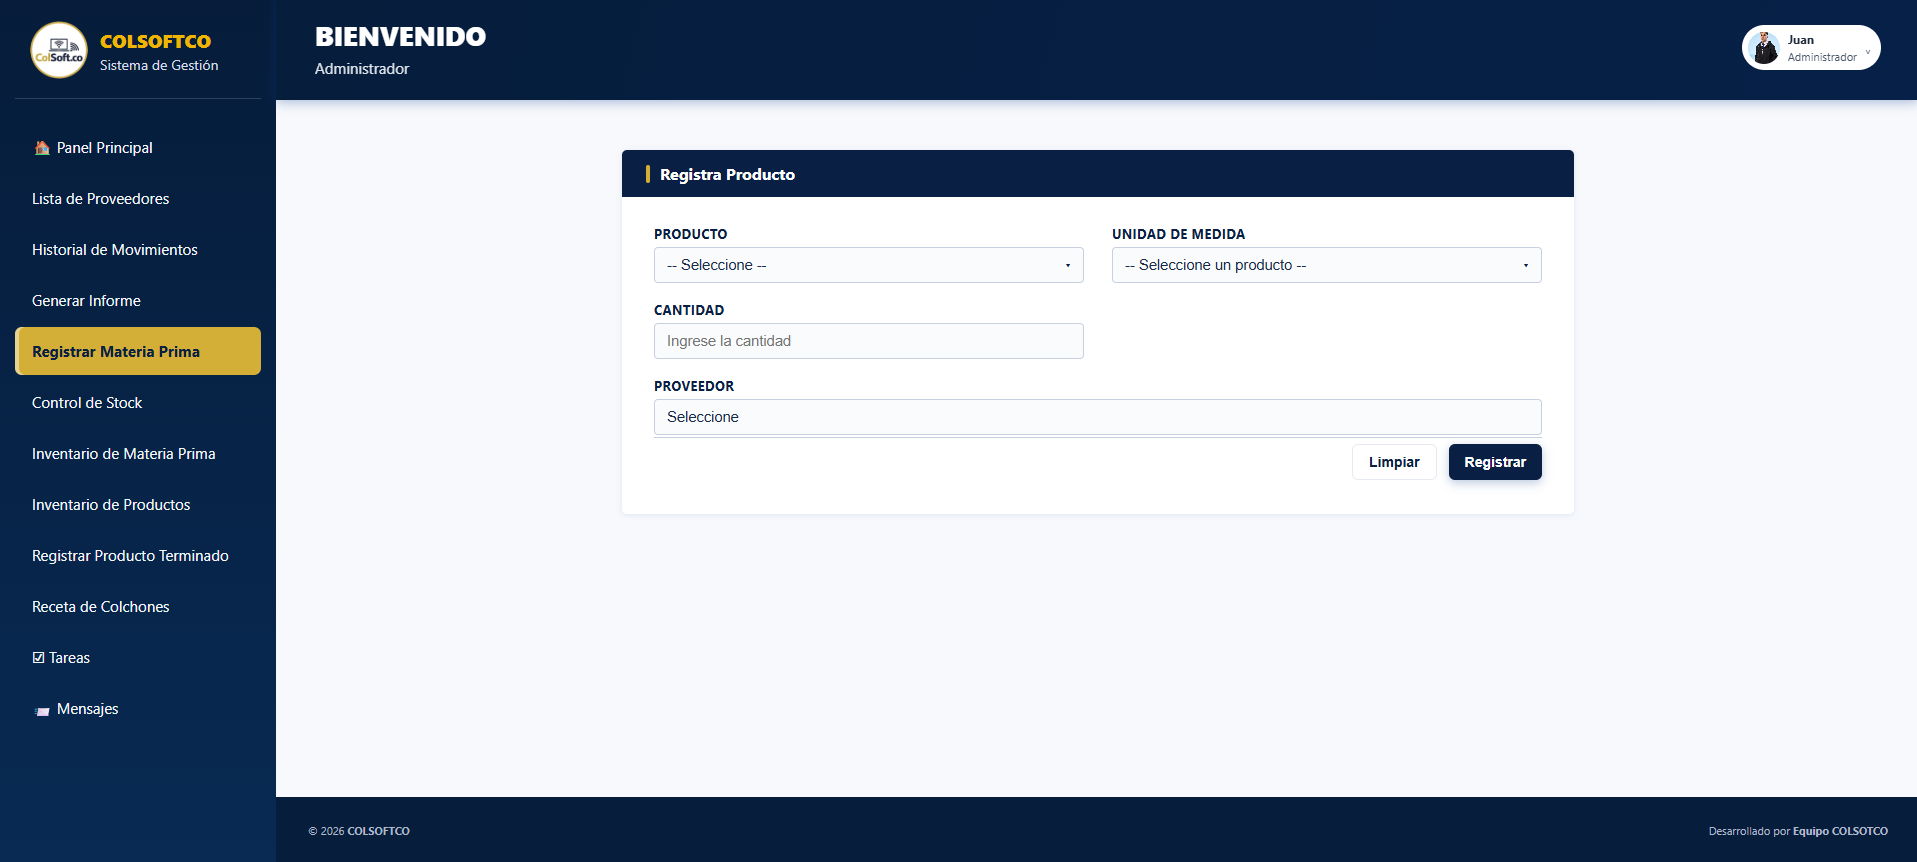 ColSoft.co
COLSOFTCO
Sistema de Gestión
BIENVENIDO
Administrador
Juan
Administrador
Panel Principal
Lista de Proveedores
Historial de Movimientos
Generar Informe
Registrar Materia Prima
Control de Stock
Inventario de Materia Prima
Inventario de Productos
Registrar Producto Terminado
Receta de Colchones
Tareas
Mensajes
Registra Producto
PRODUCTO
-- Seleccione --
UNIDAD DE MEDIDA
-- Seleccione un producto --
CANTIDAD
Ingrese la cantidad
PROVEEDOR
Seleccione
Limpiar
Registrar
© 2026 COLSOFTCO
Desarrollado por Equipo COLSOTCO